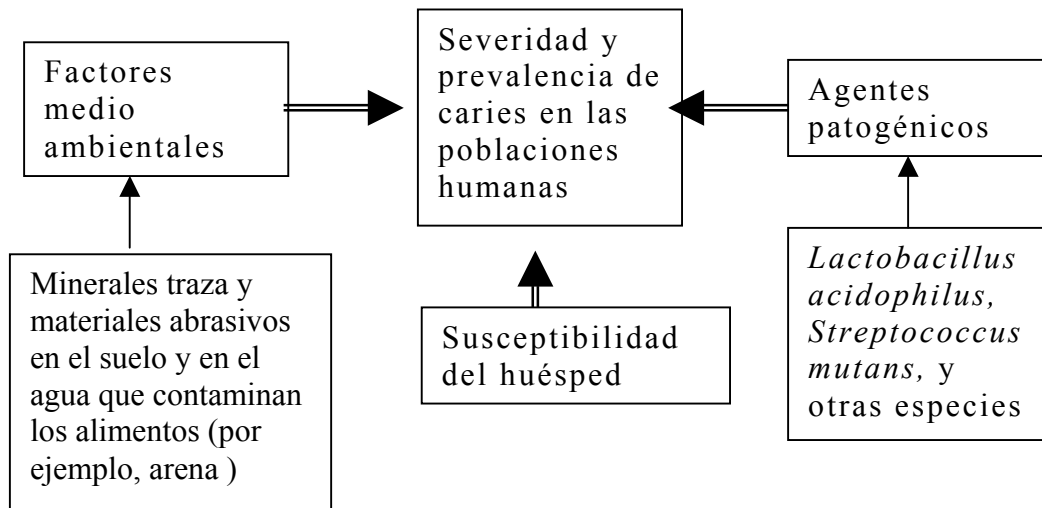 Factores
medio
ambientales
Severidad y
prevalencia de
caries en las
poblaciones
humanas
Agentes
patogénicos
Minerales traza y
materiales abrasivos
en el suelo y en el
agua que contaminan
los alimentos (por
ejemplo, arena )
Susceptibilidad
del huésped
Lactobacillus
acidophilus,
Streptococcus
mutans, y
otras especies